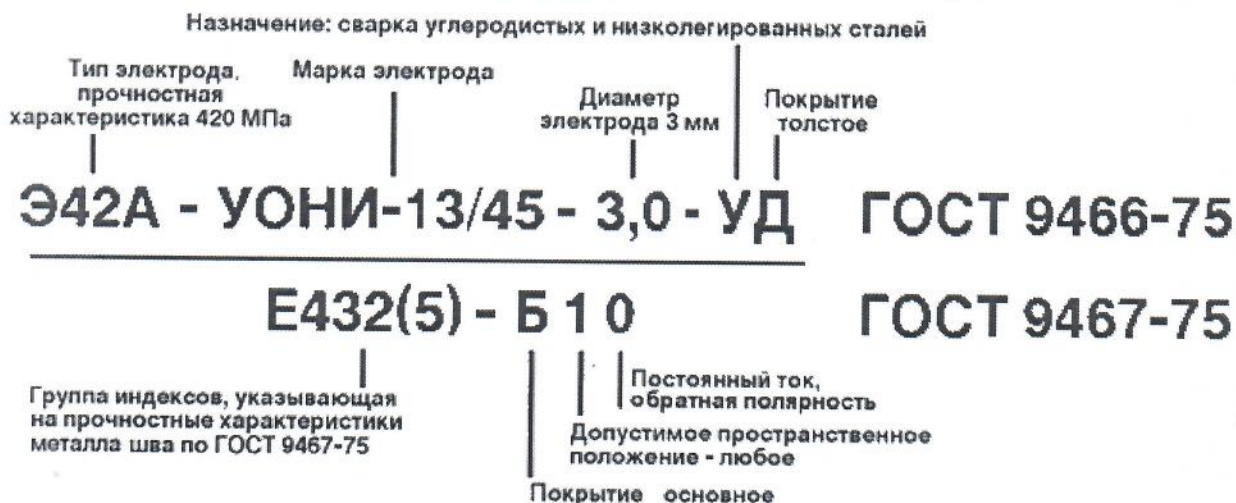 Назначение: сварка углеродистых и низколегированных сталей
Тип электрода,
прочностная
характеристика 420 МПа
Марка электрода
Диаметр
электрода 3 мм
Покрытие
толстое
Э42А - УОНИ-13/45 - 3,0 - УД ГОСТ 9466-75
Е432(5) - Б 1 0 ГОСТ 9467-75
Группа индексов, указывающая
на прочностные характеристики
металла шва по ГОСТ 9467-75
Постоянный ток,
обратная полярность
Допустимое пространственное
положение - любое
Покрытие основное